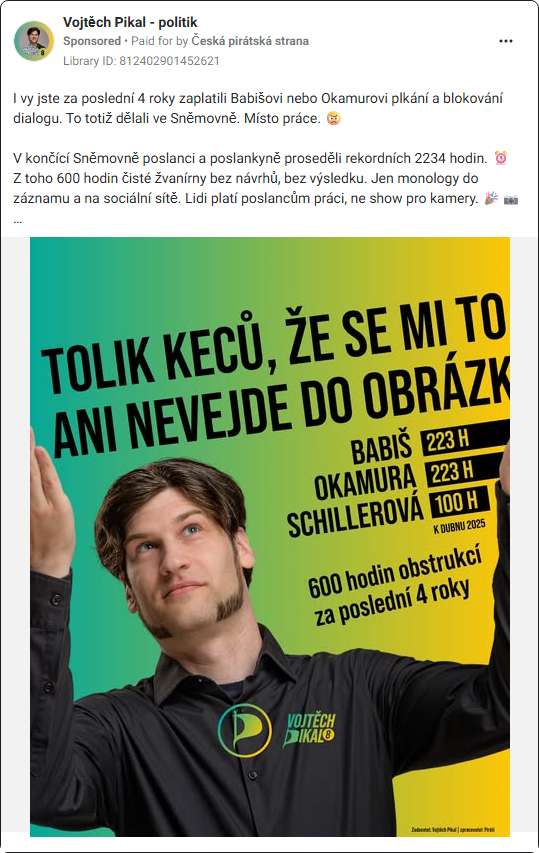 Vojtěch Pikal - politik
Sponsored • Paid for by Česká pirátská strana
Library ID: 812402901452621
I vy jste za poslední 4 roky zaplatili Babišovi nebo Okamurovi plkání a blokování
dialogu. To totiž dělali ve Sněmovně. Místo práce. 😡
V končící Sněmovně poslanci a poslankyně proseděli rekordních 2234 hodin. ⏰
Z toho 600 hodin čisté žvanírny bez návrhů, bez výsledku. Jen monology do
záznamu a na sociální sítě. Lidi platí poslancům práci, ne show pro kamery. 🎉 📷
...
TOLIK KECŮ, ŽE SE MI TO
ANI NEVEJDE DO OBRÁZK
BABIŠ 223 H
OKAMURA 223 H
SCHILLEROVÁ 100 H
K DUBNU 2025
600 hodin obstrukcí
za poslední 4 roky
VOJTĚCH
PIKAL 8
Zadavatel: Vojtěch Pikal | zpracovatel: Piráti